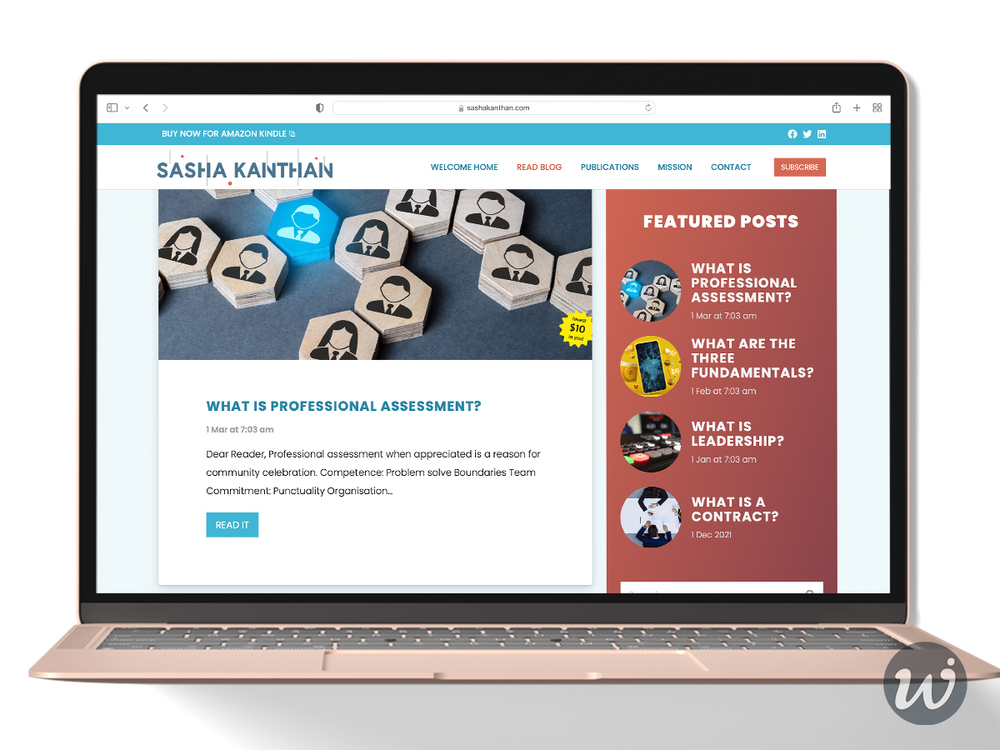 sashakanthan.com
BUY NOW FOR AMAZON KINDLE
SASHA KANTHAN
WELCOME HOME
READ BLOG
PUBLICATIONS
MISSION
CONTACT
SUBSCRIBE
$10
in you!
WHAT IS PROFESSIONAL ASSESSMENT?
1 Mar at 7:03 am
Dear Reader, Professional assessment when appreciated is a reason for
community celebration. Competence: Problem solve Boundaries Team
Commitment: Punctuality Organisation...
READ IT
FEATURED POSTS
WHAT IS
PROFESSIONAL
ASSESSMENT?
1 Mar at 7:03 am
WHAT ARE THE
THREE
FUNDAMENTALS?
1 Feb at 7:03 am
WHAT IS
LEADERSHIP?
1 Jan at 7:03 am
WHAT IS A
CONTRACT?
1 Dec 2021
w